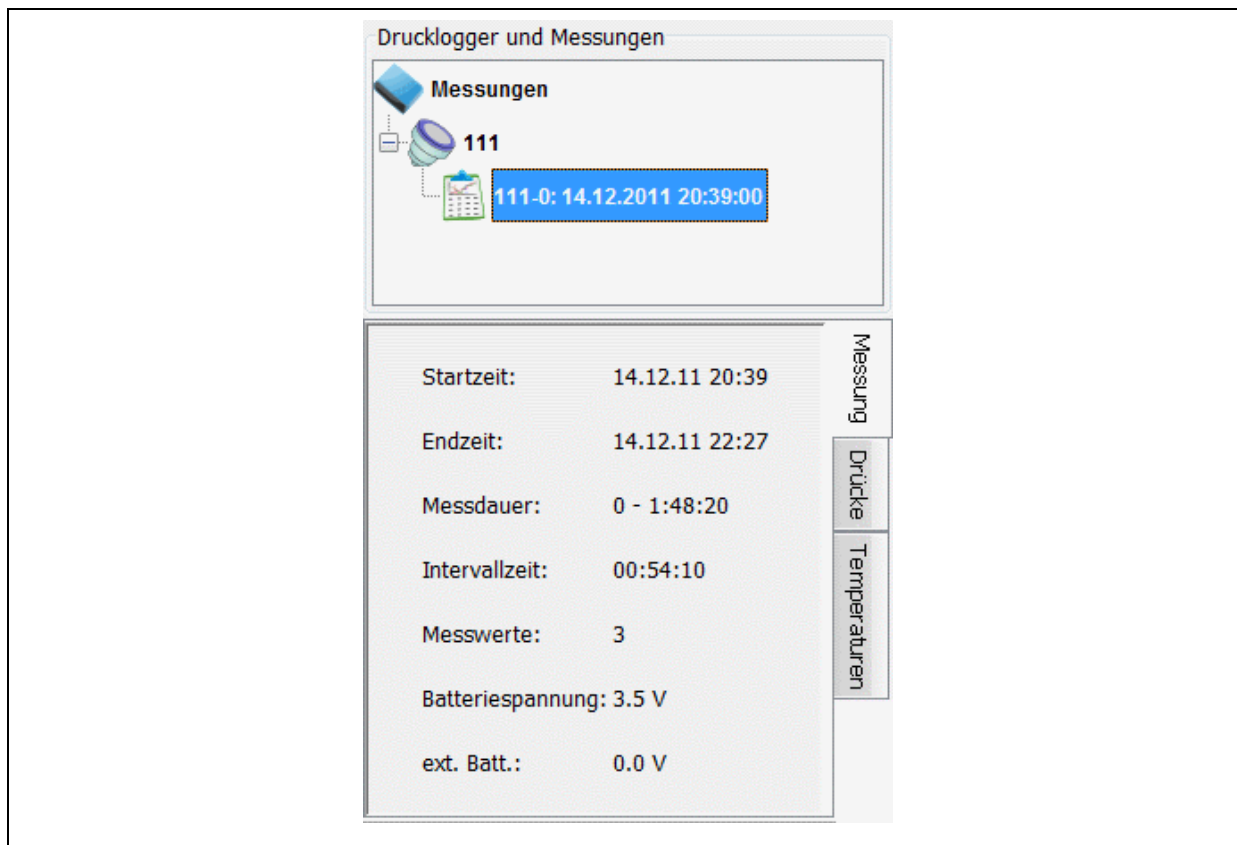 Drucklogger und Messungen
Messungen
111
111-0: 14.12.2011 20:39:00
Messung
Drücke
Temperaturen
Startzeit: 14.12.11 20:39
Endzeit: 14.12.11 22:27
Messdauer: 0 - 1:48:20
Intervallzeit: 00:54:10
Messwerte: 3
Batteriespannung: 3.5 V
ext. Batt.: 0.0 V